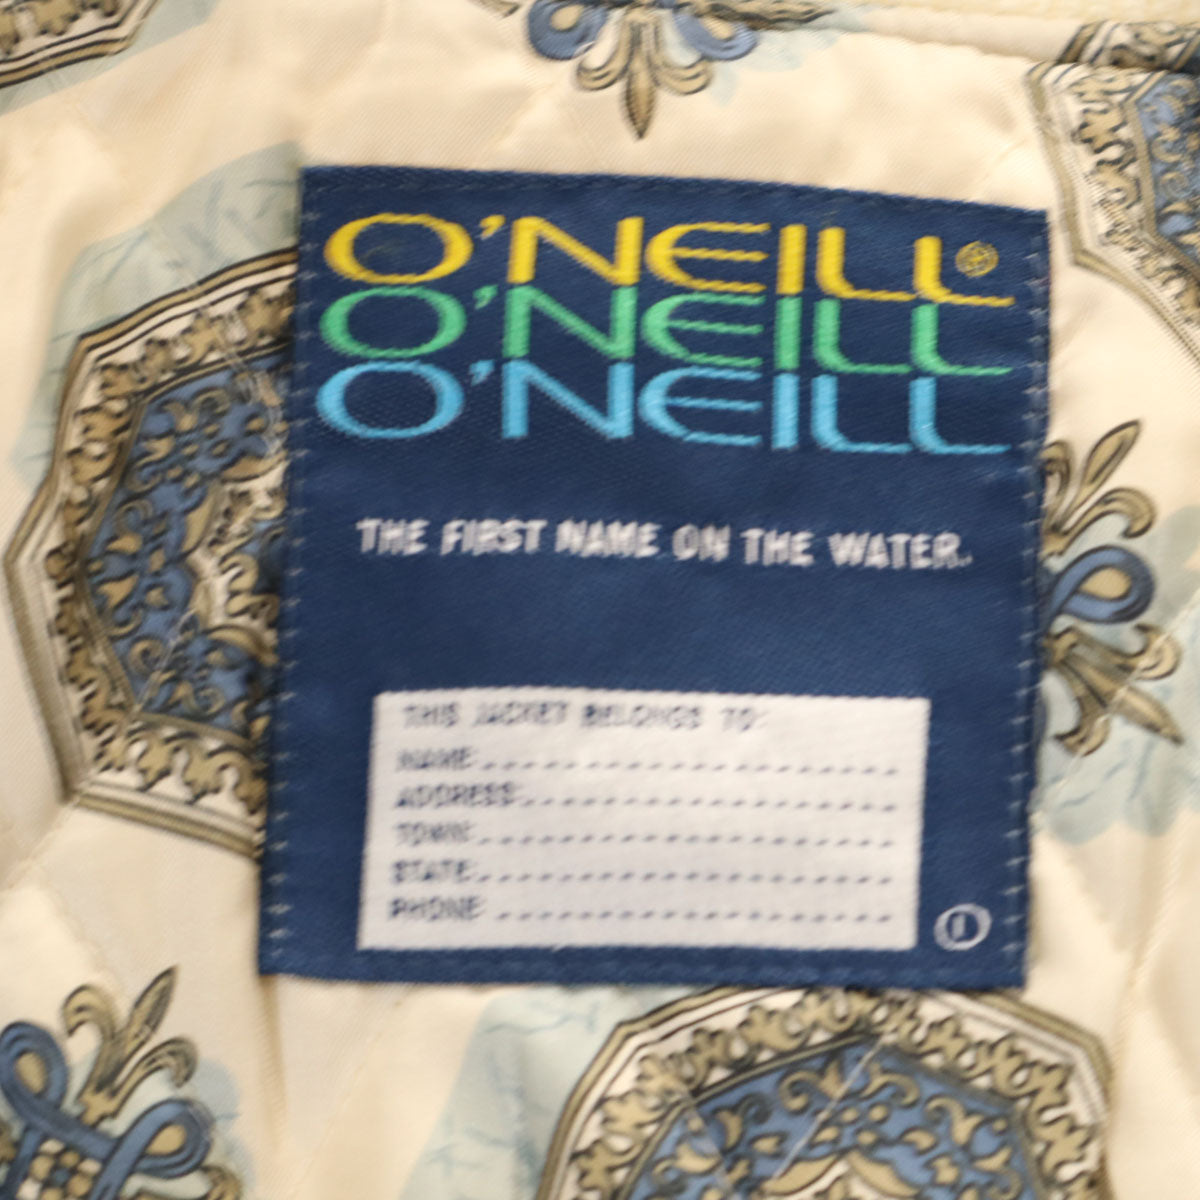 O'NEILL®
O'NEILL
O'NEILL
THE FIRST NAME ON THE WATER.
THIS JACKET BELONGS TO:
NAME:
ADDRESS:
TOWN:
STATE:
PHONE